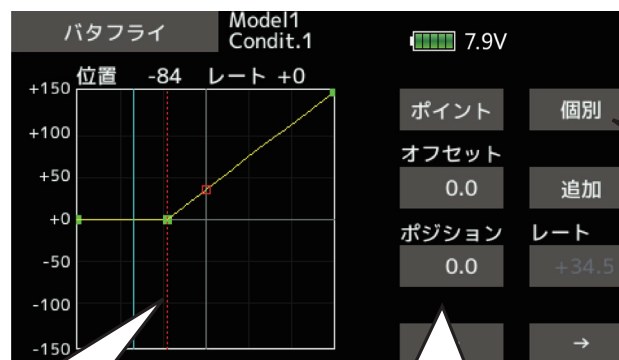 バタフライ
Model1
Condit.1
7.9V
位置 -84 レート +0
+150
+100
+50
+0
-50
-100
-150
ポイント
個別
オフセット
0.0
追加
ポジション
レート
0.0
+34.5
→